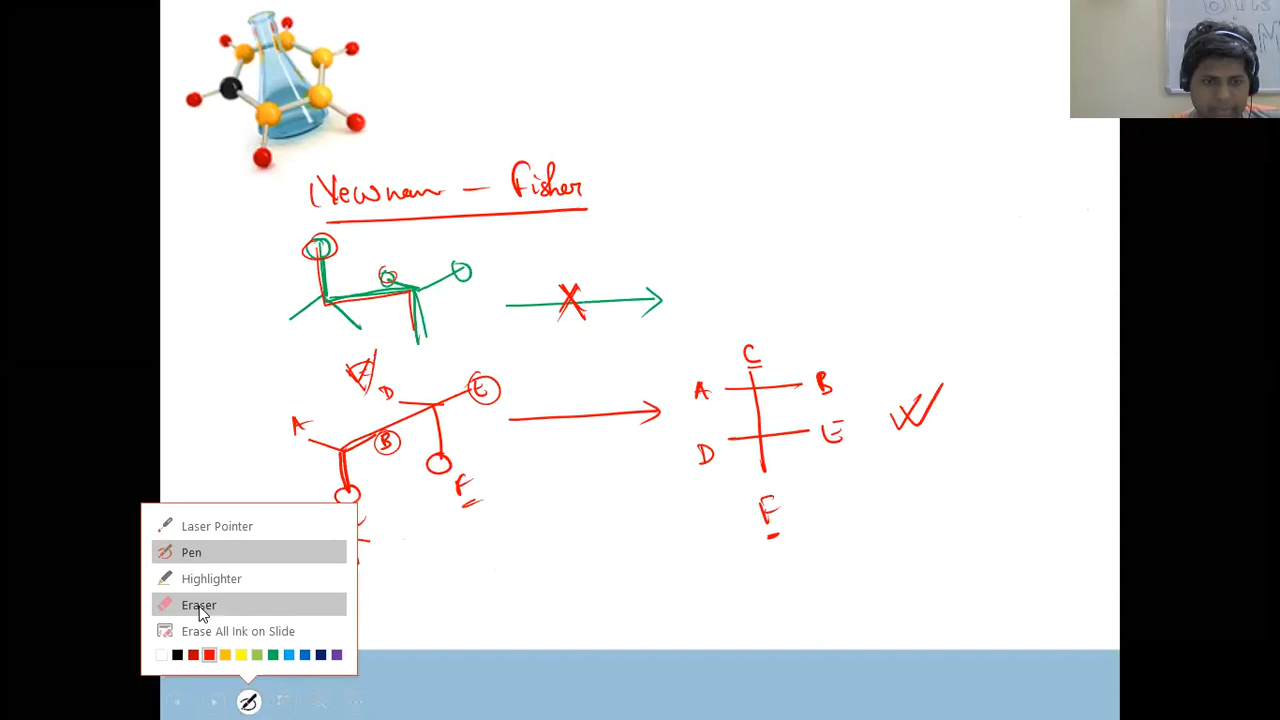 Newman - Fisher
C
A B
D E
A
B
D E
F
F
Laser Pointer
Pen
Highlighter
Eraser
Erase All Ink on Slide